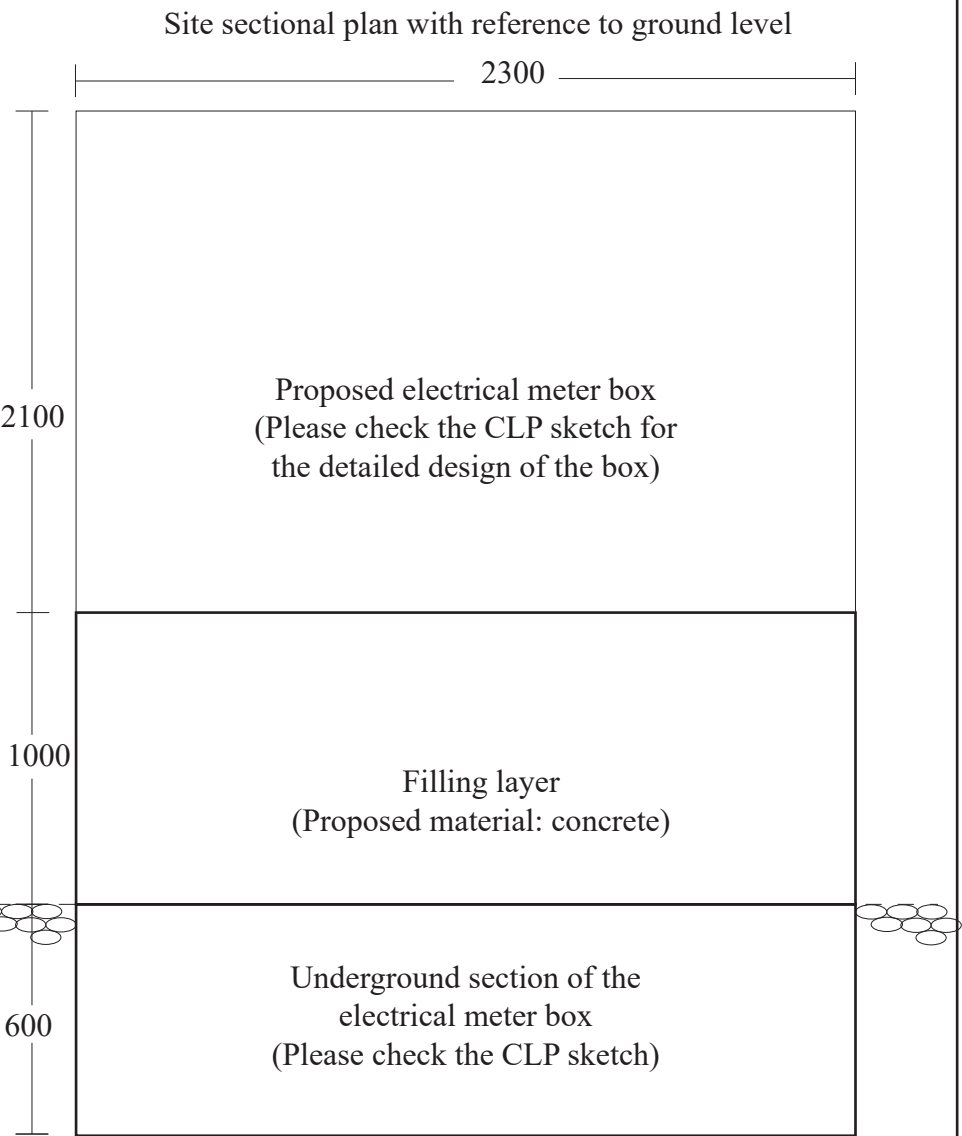 Site sectional plan with reference to ground level
2300
Proposed electrical meter box
(Please check the CLP sketch for
the detailed design of the box)
2100
1000
Filling layer
(Proposed material: concrete)
Underground section of the
electrical meter box
(Please check the CLP sketch)
600